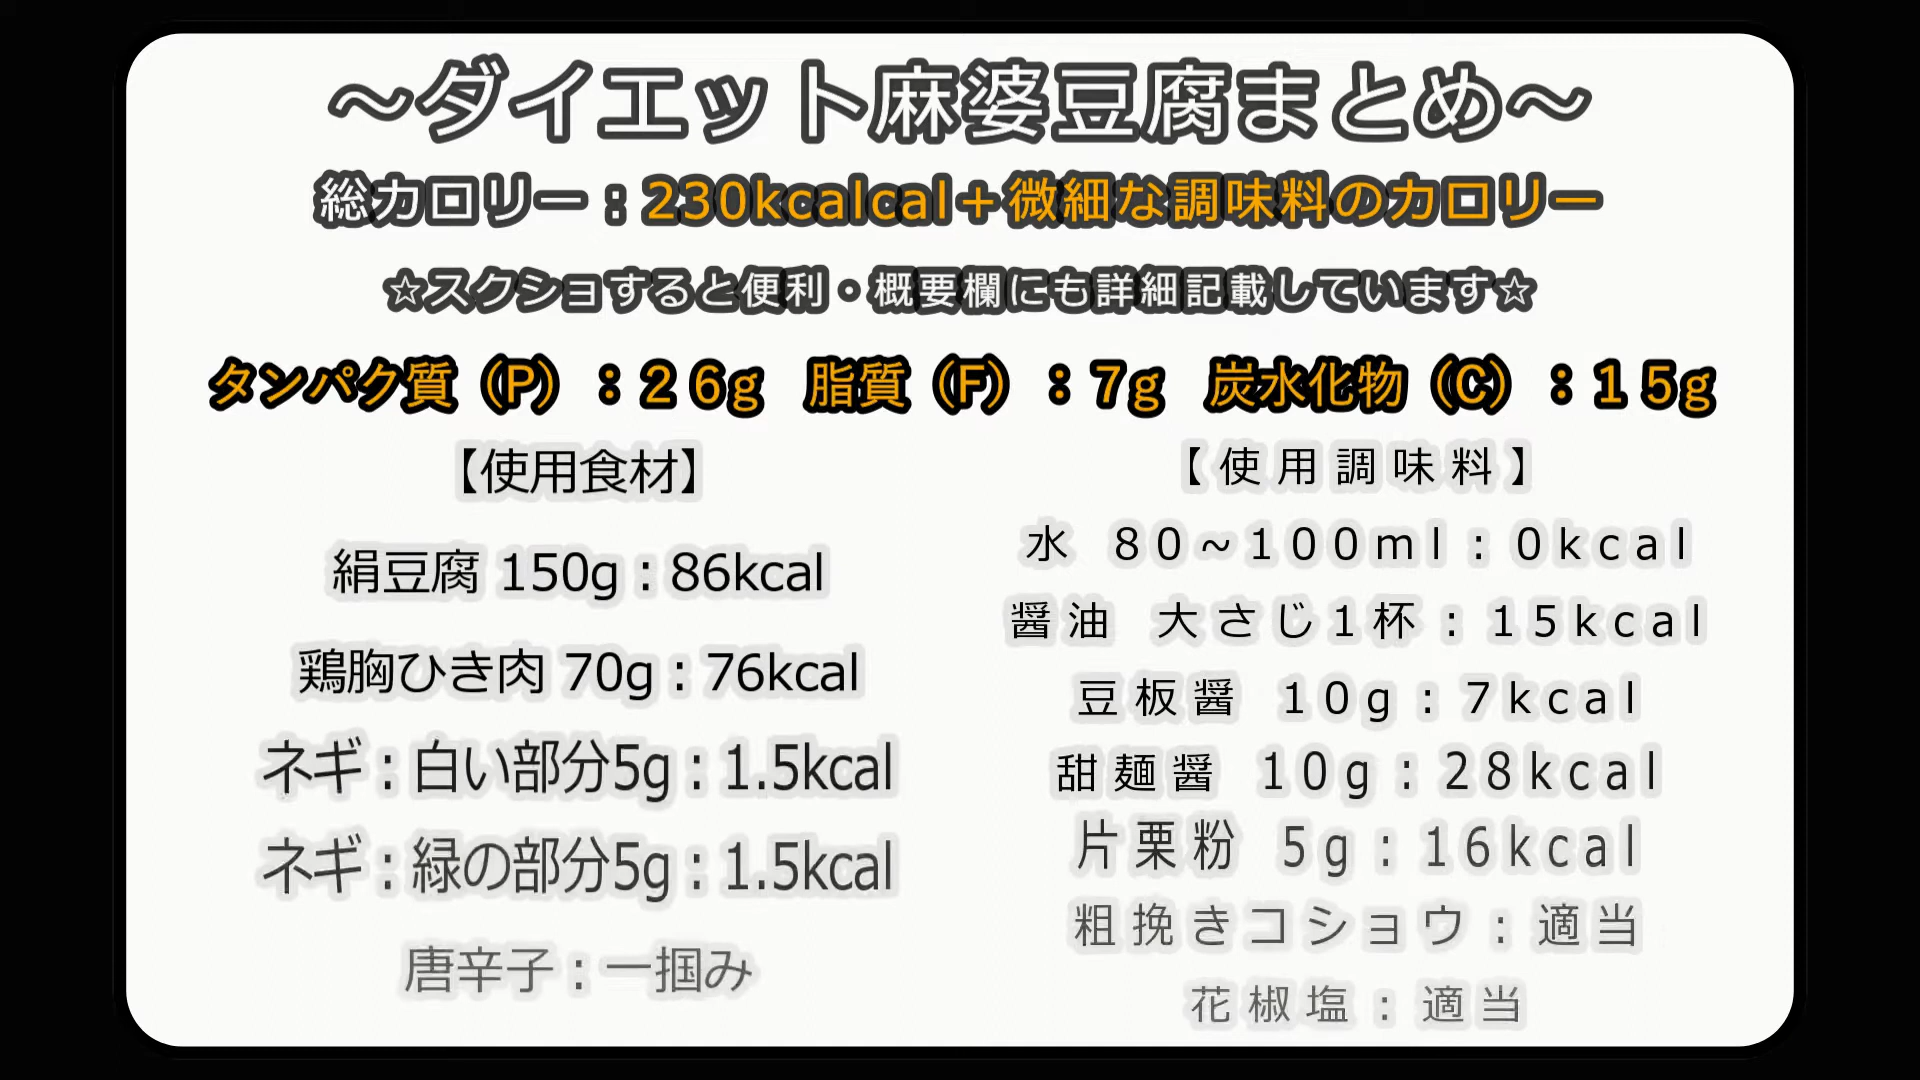 ～ダイエット麻婆豆腐まとめ～
総カロリー：230kcalcal＋微細な調味料のカロリー
☆スクショすると便利・概要欄にも詳細記載しています☆
タンパク質（P）：２６g　脂質（F）：７g　炭水化物（C）：１５g
【使用食材】
絹豆腐 150g：86kcal
鶏胸ひき肉 70g：76kcal
ネギ：白い部分5g：1.5kcal
ネギ：緑の部分5g：1.5kcal
唐辛子：一掴み
【使用調味料】
水 80~100ml：0kcal
醤油 大さじ1杯：15kcal
豆板醤 10g：7kcal
甜麺醤 10g：28kcal
片栗粉 5g：16kcal
粗挽きコショウ：適当
花椒塩：適当